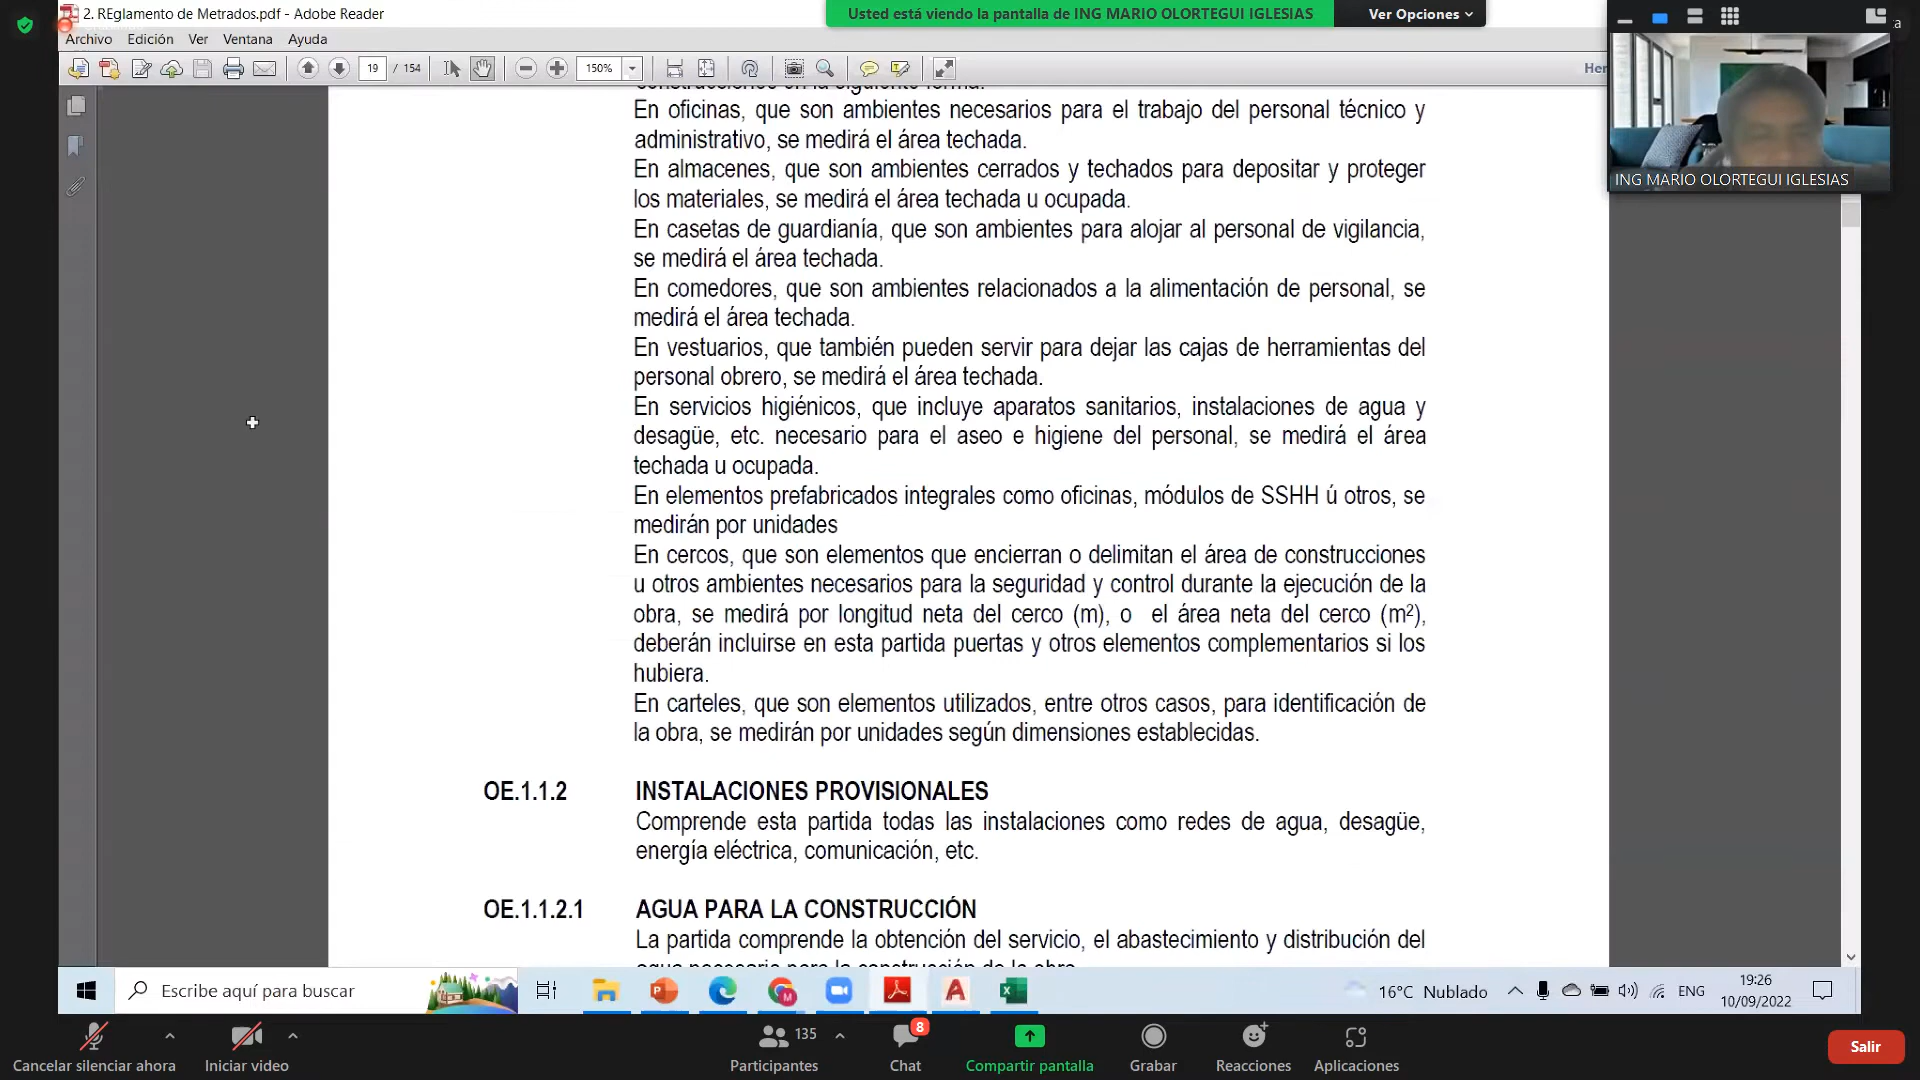 2. REglamento de Metrados.pdf - Adobe Reader
Usted está viendo la pantalla de ING MARIO OLORTEGUI IGLESIAS
Ver Opciones
Archivo Edición Ver Ventana Ayuda
19 / 154
150%
Her
ING MARIO OLORTEGUI IGLESIAS
construcciones en la siguiente forma:
En oficinas, que son ambientes necesarios para el trabajo del personal técnico y
administrativo, se medirá el área techada.
En almacenes, que son ambientes cerrados y techados para depositar y proteger
los materiales, se medirá el área techada u ocupada.
En casetas de guardianía, que son ambientes para alojar al personal de vigilancia,
se medirá el área techada.
En comedores, que son ambientes relacionados a la alimentación de personal, se
medirá el área techada.
En vestuarios, que también pueden servir para dejar las cajas de herramientas del
personal obrero, se medirá el área techada.
En servicios higiénicos, que incluye aparatos sanitarios, instalaciones de agua y
desagüe, etc. necesario para el aseo e higiene del personal, se medirá el área
techada u ocupada.
En elementos prefabricados integrales como oficinas, módulos de SSHH ú otros, se
medirán por unidades
En cercos, que son elementos que encierran o delimitan el área de construcciones
u otros ambientes necesarios para la seguridad y control durante la ejecución de la
obra, se medirá por longitud neta del cerco (m), o el área neta del cerco (m²),
deberán incluirse en esta partida puertas y otros elementos complementarios si los
hubiera.
En carteles, que son elementos utilizados, entre otros casos, para identificación de
la obra, se medirán por unidades según dimensiones establecidas.
OE.1.1.2 INSTALACIONES PROVISIONALES
Comprende esta partida todas las instalaciones como redes de agua, desagüe,
energía eléctrica, comunicación, etc.
OE.1.1.2.1 AGUA PARA LA CONSTRUCCIÓN
La partida comprende la obtención del servicio, el abastecimiento y distribución del
agua necesario para la construcción de la obra
Escribe aquí para buscar
16°C Nublado
ENG
19:26
10/09/2022
Cancelar silenciar ahora
Iniciar video
135
Participantes
8
Chat
Compartir pantalla
Grabar
Reacciones
Aplicaciones
Salir